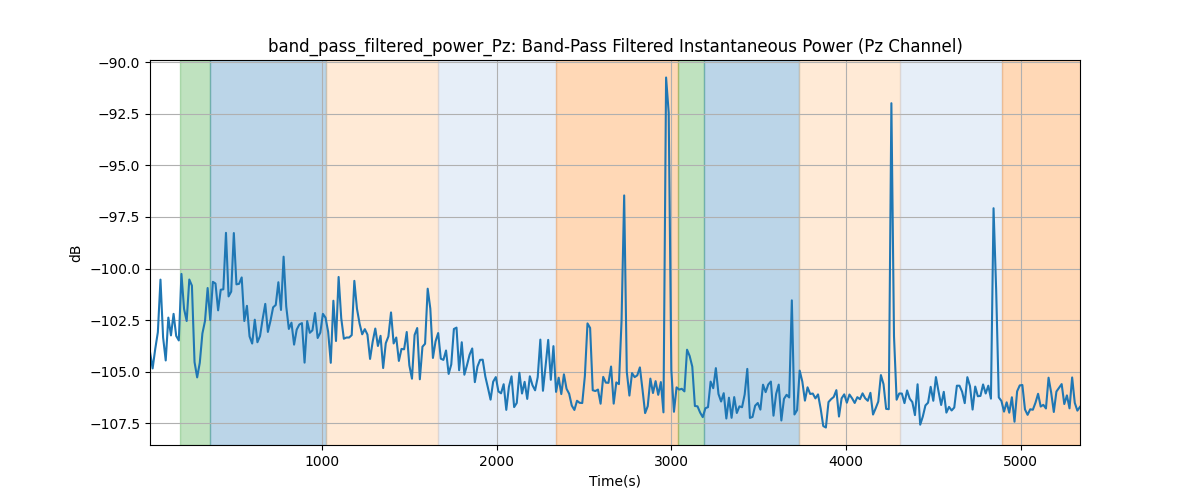 band_pass_filtered_power_Pz: Band-Pass Filtered Instantaneous Power (Pz Channel)
−90.0
−92.5
−95.0
−97.5
−100.0
−102.5
−105.0
−107.5
dB
1000 2000 3000 4000 5000
Time(s)